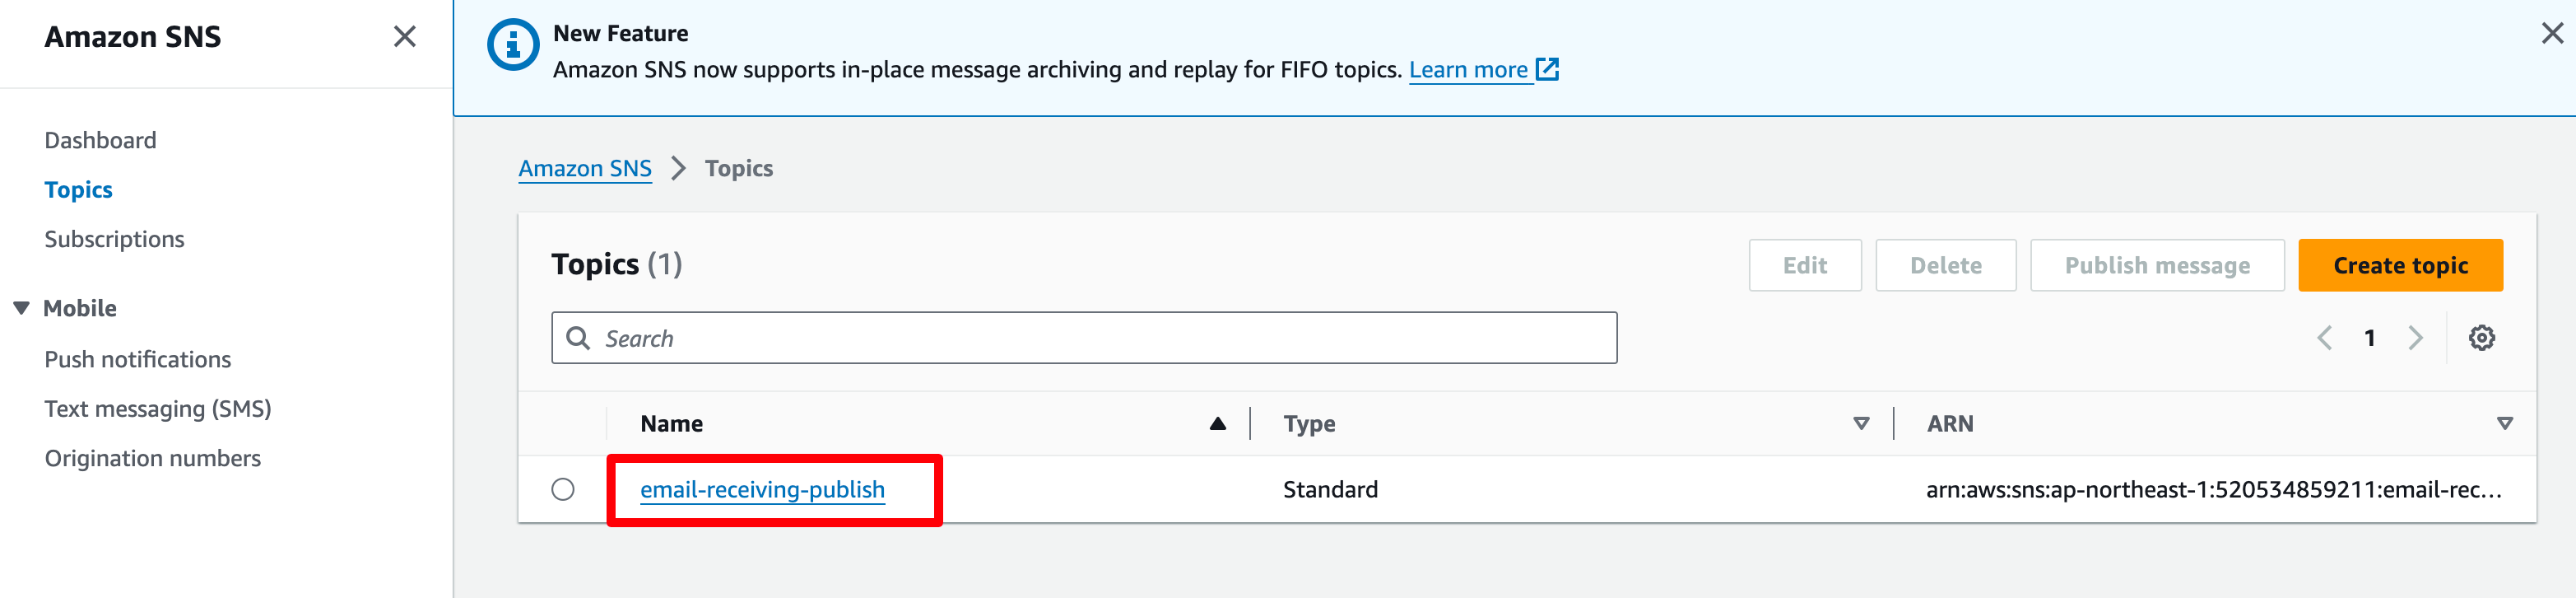 Amazon SNS
Dashboard
Topics
Subscriptions
Mobile
Push notifications
Text messaging (SMS)
Origination numbers
New Feature
Amazon SNS now supports in-place message archiving and replay for FIFO topics. Learn more
Amazon SNS > Topics
Topics (1)
Edit
Delete
Publish message
Create topic
Search
1
Name
Type
ARN
email-receiving-publish
Standard
arn:aws:sns:ap-northeast-1:520534859211:email-rec...